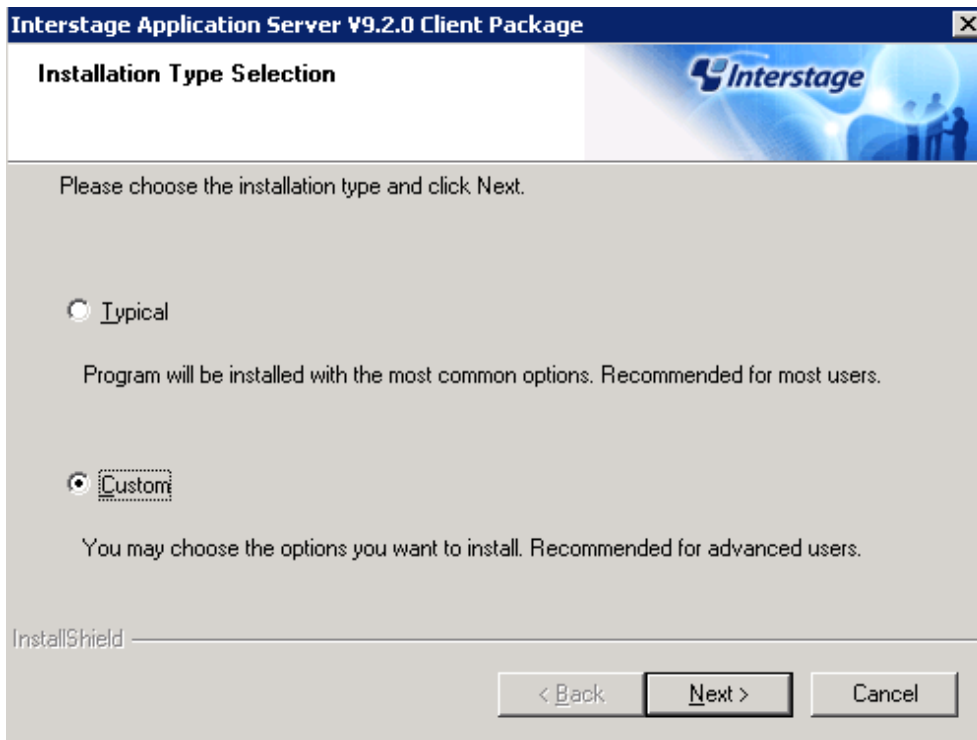 Interstage Application Server V9.2.0 Client Package
Installation Type Selection
Interstage
Please choose the installation type and click Next.
Typical
Program will be installed with the most common options. Recommended for most users.
Custom
You may choose the options you want to install. Recommended for advanced users.
InstallShield
< Back
Next >
Cancel